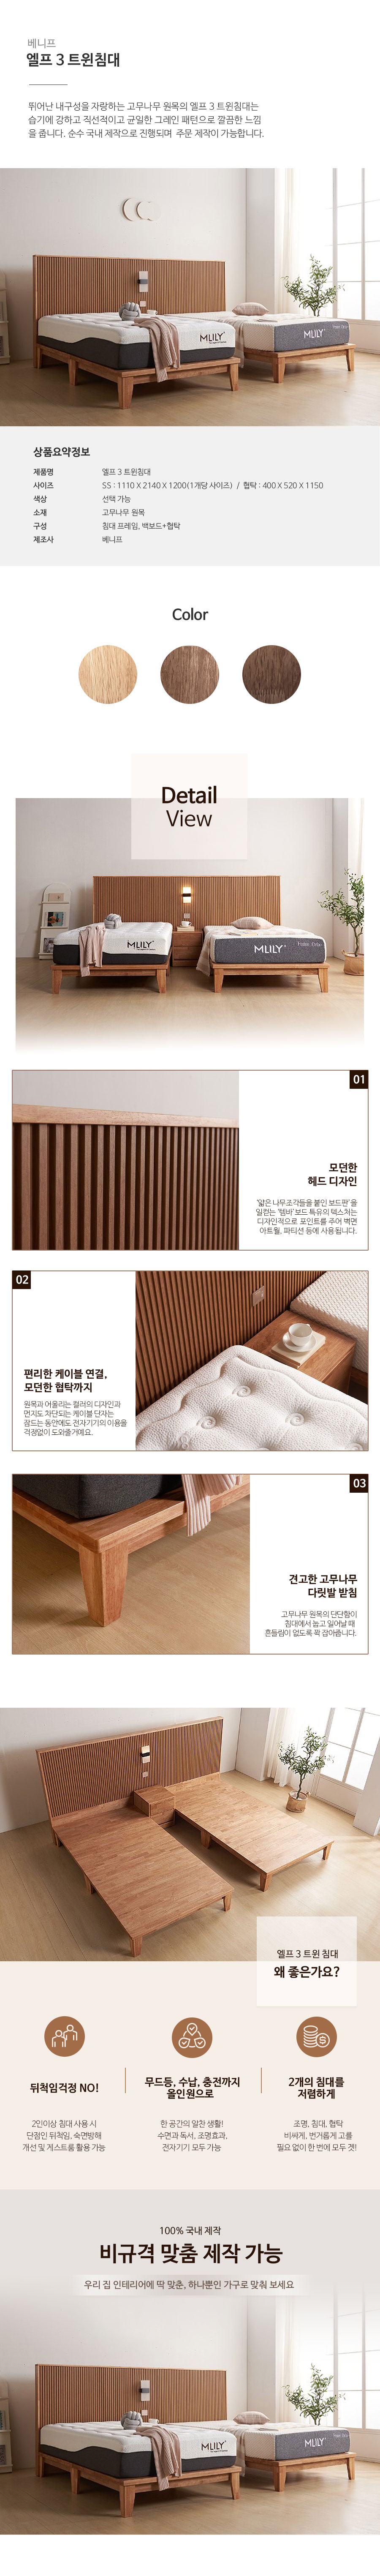 베니프
엘프 3 트윈침대
뛰어난 내구성을 자랑하는 고무나무 원목의 엘프 3 트윈침대는
습기에 강하고 직선적이고 균일한 그레인 패턴으로 깔끔한 느낌
을 줍니다. 순수 국내 제작으로 진행되며 주문 제작이 가능합니다.
MLILY
MLILY
상품요약정보
제품명 엘프 3 트윈침대
사이즈 SS : 1110 X 2140 X 1200(1개당 사이즈) / 협탁 : 400 X 520 X 1150
색상 선택 가능
소재 고무나무 원목
구성 침대 프레임, 백보드+협탁
제조사 베니프
Color
Detail
View
MLILY
MLILY
01
모던한
헤드 디자인
'얇은 나무조각들을 붙인 보드판'을
일컫는 '템바'보드 특유의 텍스쳐는
디자인적으로 포인트를 주어 벽면
아트월, 파티션 등에 사용됩니다.
02
편리한 케이블 연결,
모던한 협탁까지
원목과 어울리는 컬러의 디자인과
먼지도 차단되는 케이블 단자는
잠드는 동안에도 전자기기의 이용을
걱정없이 도와줄거예요.
03
견고한 고무나무
다릿발 받침
고무나무 원목의 단단함이
침대에서 눕고 일어날 때
흔들림이 없도록 꽉 잡아줍니다.
엘프 3 트윈 침대
왜 좋은가요?
뒤척임걱정 NO!
2인이상 침대 사용 시
단점인 뒤척임, 숙면방해
개선 및 게스트룸 활용 가능
무드등, 수납, 충전까지
올인원으로
한 공간의 알찬 생활!
수면과 독서, 조명효과,
전자기기 모두 가능
2개의 침대를
저렴하게
조명, 침대, 협탁
비싸게, 번거롭게 고를
필요 없이 한 번에 모두 겟!
100% 국내 제작
비규격 맞춤 제작 가능
우리 집 인테리어에 딱 맞춘, 하나뿐인 가구로 맞춰 보세요
MLILY
MLILY